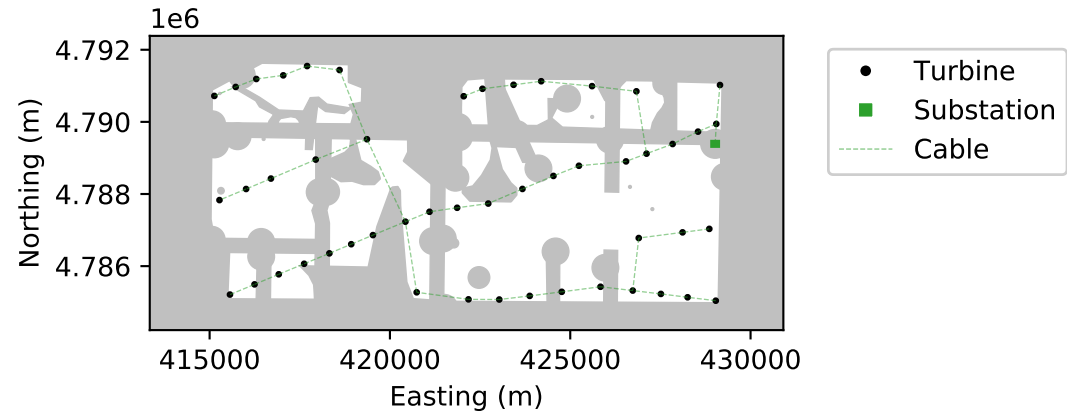 1e6
4.792
4.790
4.788
4.786
Northing (m)
415000 420000 425000 430000
Easting (m)
Turbine
Substation
Cable